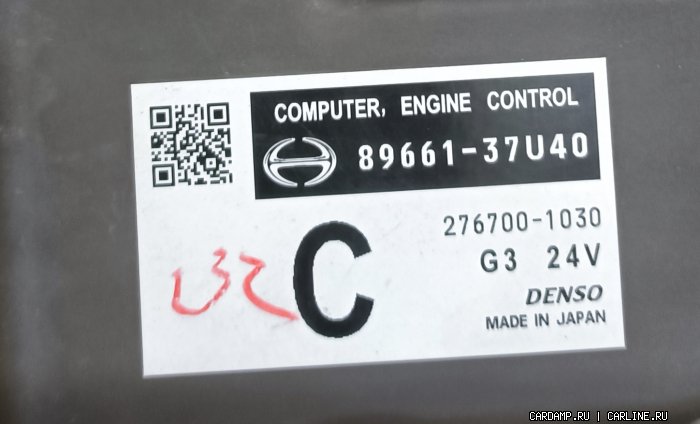 COMPUTER, ENGINE CONTROL
89661-37U40
276700-1030
C
G3 24V
DENSO
MADE IN JAPAN
CARDAMP.RU | CARLINE.RU